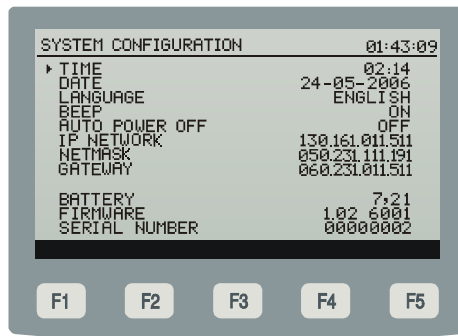 SYSTEM CONFIGURATION 01:43:09
TIME 02:14
DATE 24-05-2006
LANGUAGE ENGLISH
BEEP ON
AUTO POWER OFF OFF
IP NETWORK 130.161.011.511
NETMASK 050.231.111.191
GATEWAY 060.231.011.511
BATTERY 7,21
FIRMWARE 1.02 6001
SERIAL NUMBER 00000002
F1 F2 F3 F4 F5